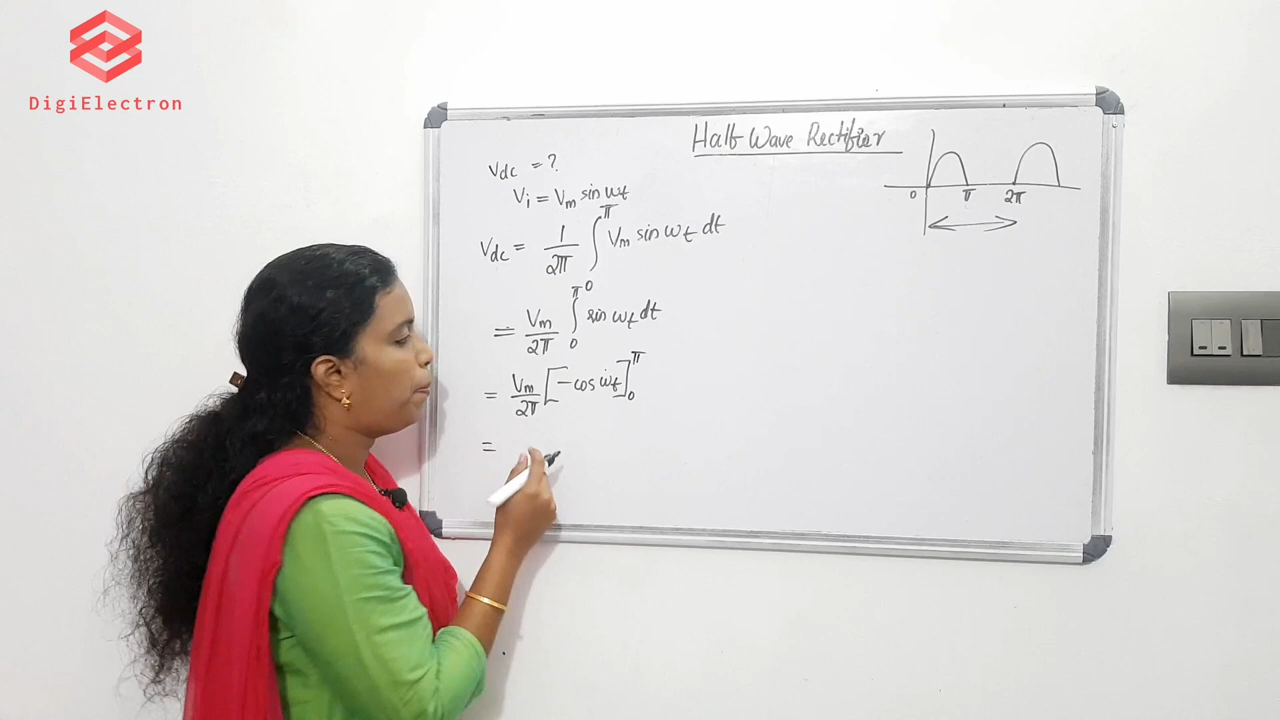 DigiElectron
Half Wave Rectifier
Vdc = ?
Vi = Vm sin ωt
Vdc = 1/2π ∫₀^π Vm sin ωt dt
= Vm/2π ∫₀^π sin ωt dt
= Vm/2π [-cos ωt]₀^π
=
0 π 2π